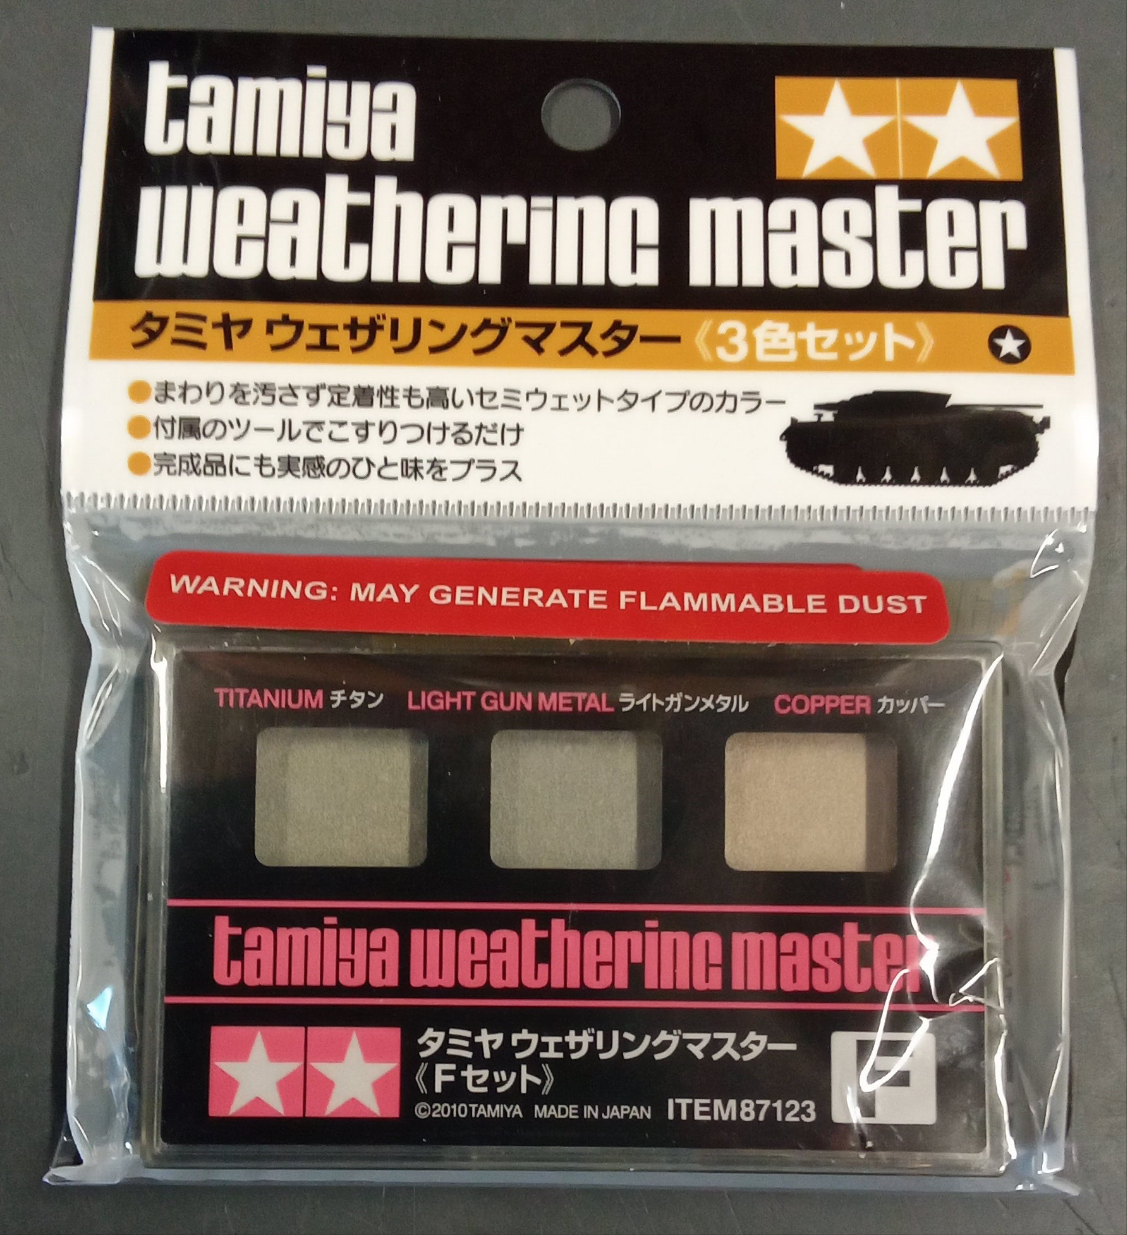 tamiya
weathering master
タミヤ ウェザリングマスター《3色セット》
●まわりを汚さず定着性も高いセミウェットタイプのカラー
●付属のツールでこすりつけるだけ
●完成品にも実感のひと味をプラス
WARNING: MAY GENERATE FLAMMABLE DUST
TITANIUM チタン LIGHT GUN METAL ライトガンメタル COPPER カッパー
tamiya weathering master
タミヤ ウェザリングマスター
《Fセット》
©2010 TAMIYA MADE IN JAPAN ITEM 87123
F